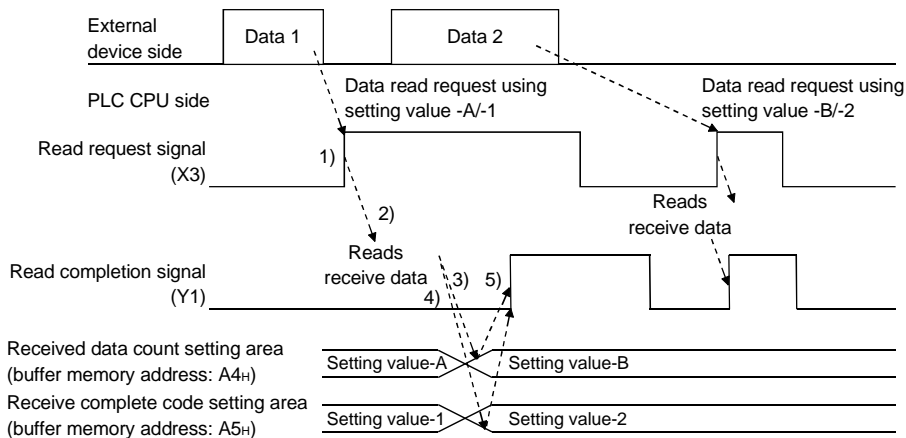 External
device side
Data 1
Data 2
PLC CPU side
Data read request using
setting value -A/-1
Data read request using
setting value -B/-2
Read request signal
(X3)
1)
2)
Reads
receive data
Reads
receive data
Read completion signal
(Y1)
3)
4)
5)
Received data count setting area
(buffer memory address: A4H)
Setting value-A
Setting value-B
Receive complete code setting area
(buffer memory address: A5H)
Setting value-1
Setting value-2